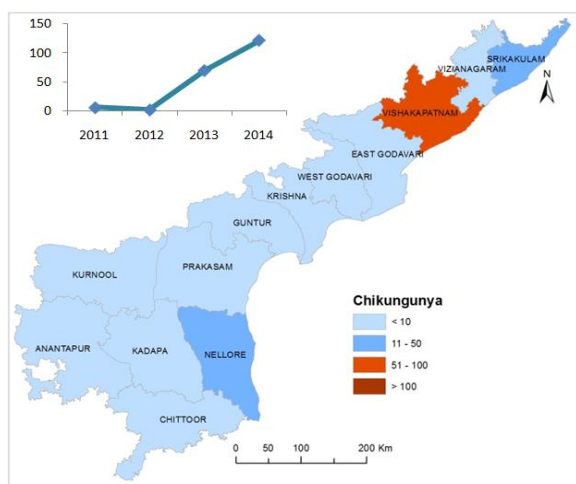 150
100
50
0
2011 2012 2013 2014
SRIKAKULAM
VIZIANAGARAM
N
VISHAKAPATNAM
EAST GODAVARI
WEST GODAVARI
KRISHNA
GUNTUR
PRAKASAM
KURNOOL
ANANTAPUR
KADAPA
NELLORE
CHITTOOR
Chikungunya
< 10
11 - 50
51 - 100
> 100
0 50 100 200 Km